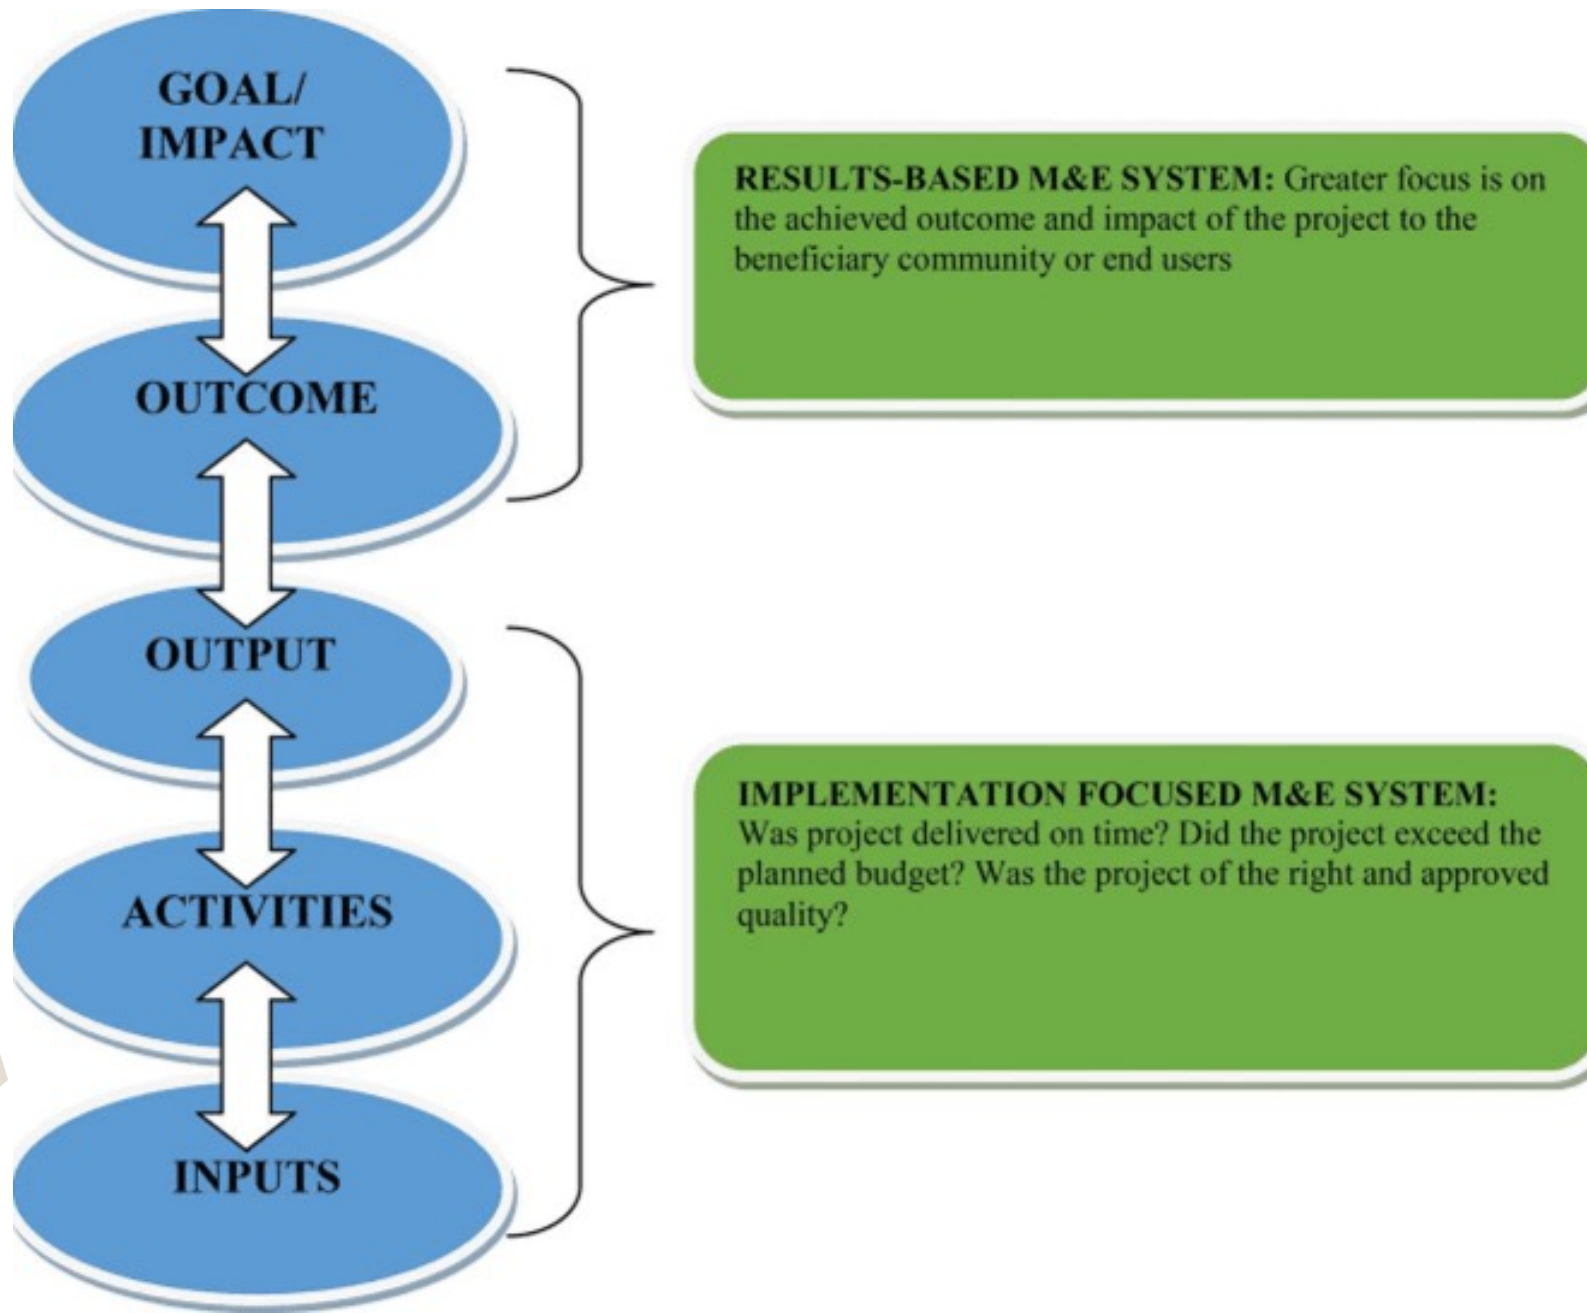 GOAL/
IMPACT
OUTCOME
OUTPUT
ACTIVITIES
INPUTS
RESULTS-BASED M&E SYSTEM: Greater focus is on
the achieved outcome and impact of the project to the
beneficiary community or end users
IMPLEMENTATION FOCUSED M&E SYSTEM:
Was project delivered on time? Did the project exceed the
planned budget? Was the project of the right and approved
quality?